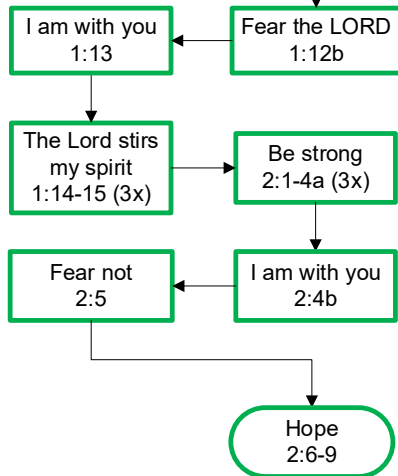 Fear the LORD
1:12b
I am with you
1:13
The Lord stirs
my spirit
1:14-15 (3x)
Be strong
2:1-4a (3x)
I am with you
2:4b
Fear not
2:5
Hope
2:6-9